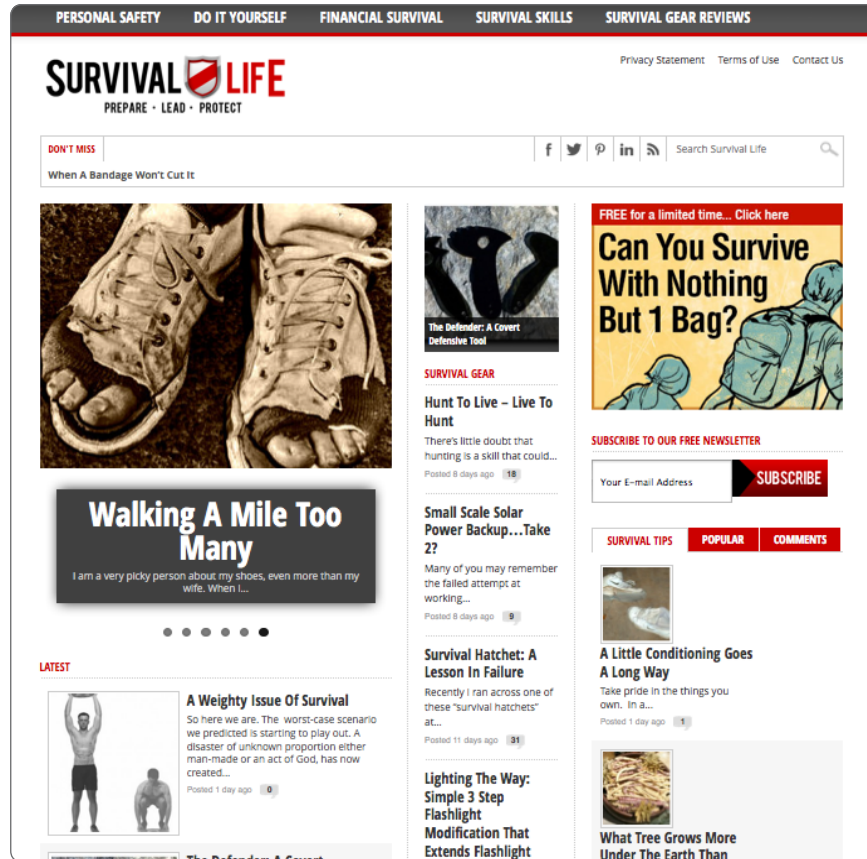 PERSONAL SAFETY DO IT YOURSELF FINANCIAL SURVIVAL SURVIVAL SKILLS SURVIVAL GEAR REVIEWS
SURVIVAL LIFE
PREPARE • LEAD • PROTECT
Privacy Statement Terms of Use Contact Us
DON'T MISS
f in Search Survival Life
When A Bandage Won't Cut It
Walking A Mile Too
Many
I am a very picky person about my shoes, even more than my
wife. When I...
LATEST
A Weighty Issue Of Survival
So here we are. The worst-case scenario
we predicted is starting to play out. A
disaster of unknown proportion either
man-made or an act of God, has now
created...
Posted 1 day ago 0
The Defender: A Covert
The Defender: A Covert
Defensive Tool
SURVIVAL GEAR
Hunt To Live – Live To
Hunt
There's little doubt that
hunting is a skill that could...
Posted 8 days ago 18
Small Scale Solar
Power Backup...Take
2?
Many of you may remember
the failed attempt at
working...
Posted 8 days ago 9
Survival Hatchet: A
Lesson In Failure
Recently I ran across one of
these "survival hatchets"
at...
Posted 11 days ago 31
Lighting The Way:
Simple 3 Step
Flashlight
Modification That
Extends Flashlight
FREE for a limited time... Click here
Can You Survive
With Nothing
But 1 Bag?
SUBSCRIBE TO OUR FREE NEWSLETTER
Your E-mail Address SUBSCRIBE
SURVIVAL TIPS POPULAR COMMENTS
A Little Conditioning Goes
A Long Way
Take pride in the things you
own. In a...
Posted 1 day ago 1
What Tree Grows More
Under The Earth Than